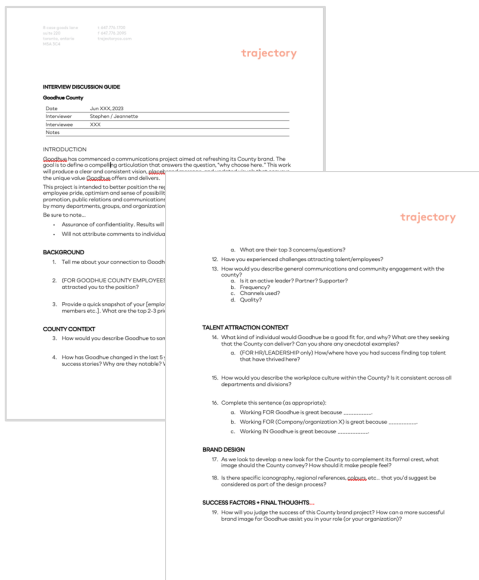 trajectory
INTERVIEW DISCUSSION GUIDE
Goodhue County
Date Jun XXX, 2023
Interviewer Stephen / Jeannette
Interviewee XXX
Notes
INTRODUCTION
Goodhue has commenced a communications project aimed at refreshing its County brand. The
goal is to define a compelling articulation that answers the question, "why choose here." This work
will produce a clear and consistent vision,
the unique value Goodhue offers and delivers.
This project is intended to better position the
employee pride, optimism and sense of
promotion, public relations and
by many departments, groups, and
Be sure to note...
• Assurance of confidentiality. Results will
• Will not attribute comments to
BACKGROUND
1. Tell me about your connection to
2. (FOR GOODHUE COUNTY
attracted you to the position?
3. Provide a quick snapshot of your
members etc.]. What are the top 2-3
COUNTY CONTEXT
3. How would you describe Goodhue to
4. How has Goodhue changed in the last 5
success stories? Why are they notable?
trajectory
a. What are their top 3 concerns/questions?
12. Have you experienced challenges attracting talent/employees?
13. How would you describe general communications and community engagement with the
county?
a. Is it an active leader? Partner? Supporter?
b. Frequency?
c. Channels used?
d. Quality?
TALENT ATTRACTION CONTEXT
14. What kind of individual would Goodhue be a good fit for, and why? What are they seeking
that the County can deliver? Can you share any anecdotal examples?
a. (FOR HR/LEADERSHIP only) How/where have you had success finding top talent
that have thrived here?
15. How would you describe the workplace culture within the County? Is it consistent across all
departments and divisions?
16. Complete this sentence (as appropriate):
a. Working FOR Goodhue is great because __________.
b. Working FOR (Company/organization X) is great because __________.
c. Working IN Goodhue is great because ___________.
BRAND DESIGN
17. As we look to develop a new look for the County to complement its formal crest, what
image should the County convey? How should it make people feel?
18. Is there specific iconography, regional references, colours, etc... that you'd suggest be
considered as part of the design process?
SUCCESS FACTORS + FINAL THOUGHTS...
19. How will you judge the success of this County brand project? How can a more successful
brand image for Goodhue assist you in your role (or your organization)?